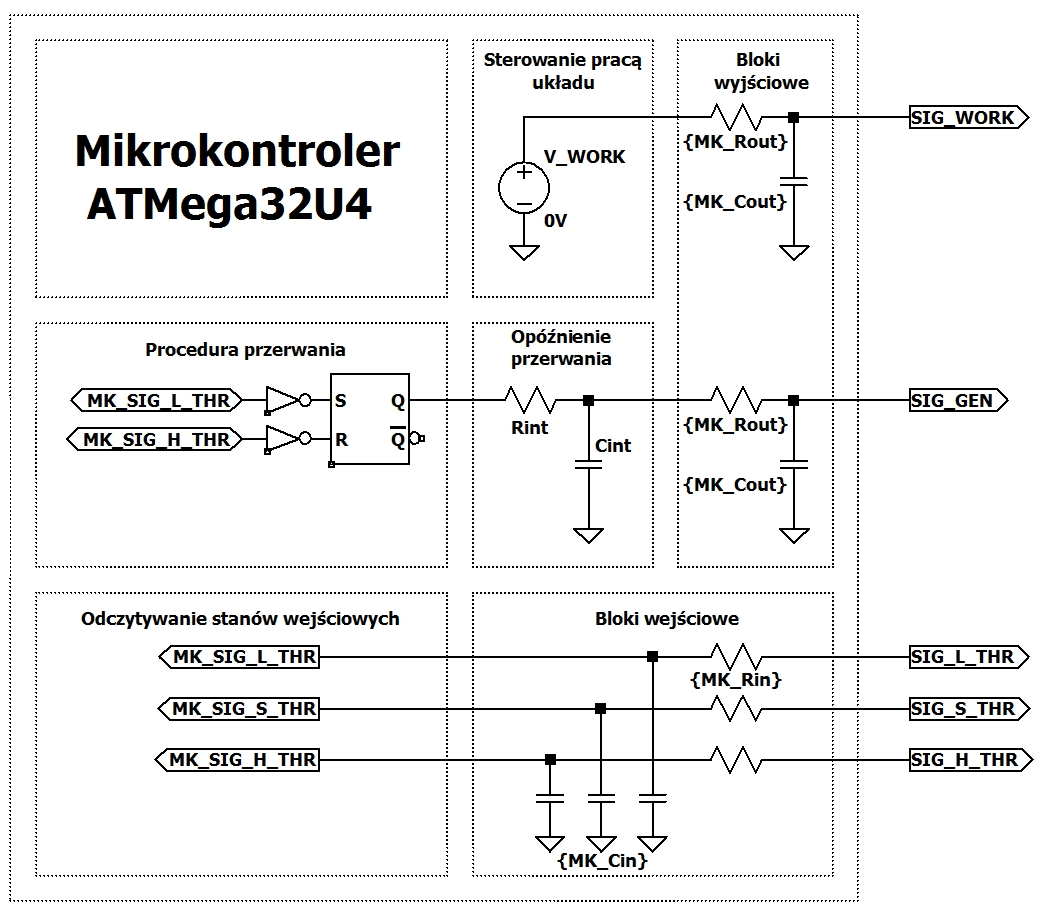 Mikrokontroler
ATMega32U4
Sterowanie pracą
układu
V_WORK
0V
Bloki
wyjściowe
{MK_Rout}
{MK_Cout}
SIG_WORK
Procedura przerwania
MK_SIG_L_THR
MK_SIG_H_THR
S
Q
R
Q
Opóźnienie
przerwania
Rint
Cint
{MK_Rout}
{MK_Cout}
SIG_GEN
Odczytywanie stanów wejściowych
MK_SIG_L_THR
MK_SIG_S_THR
MK_SIG_H_THR
Bloki wejściowe
{MK_Rin}
{MK_Cin}
SIG_L_THR
SIG_S_THR
SIG_H_THR